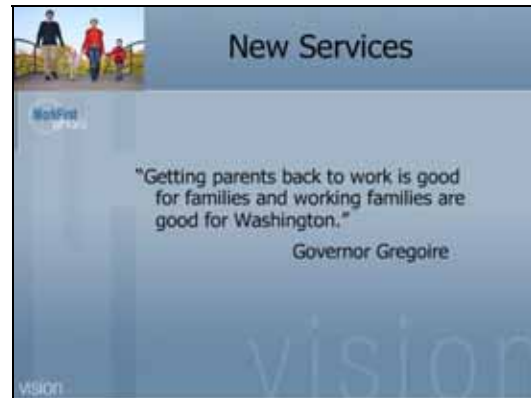 New Services
WorkFirst
“Getting parents back to work is good
for families and working families are
good for Washington.”
Governor Gregoire
vision
vision